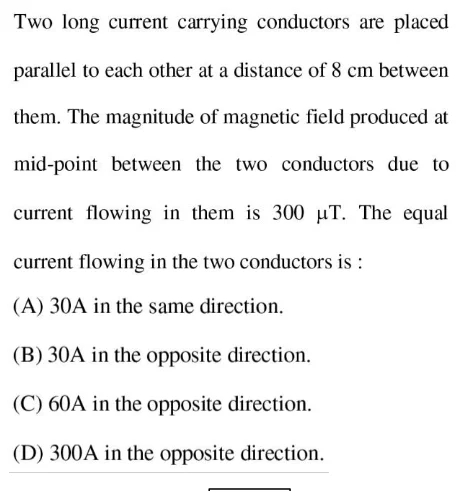 Two long current carrying conductors are placed
parallel to each other at a distance of 8 cm between
them. The magnitude of magnetic field produced at
mid-point between the two conductors due to
current flowing in them is 300 μT. The equal
current flowing in the two conductors is :
(A) 30A in the same direction.
(B) 30A in the opposite direction.
(C) 60A in the opposite direction.
(D) 300A in the opposite direction.